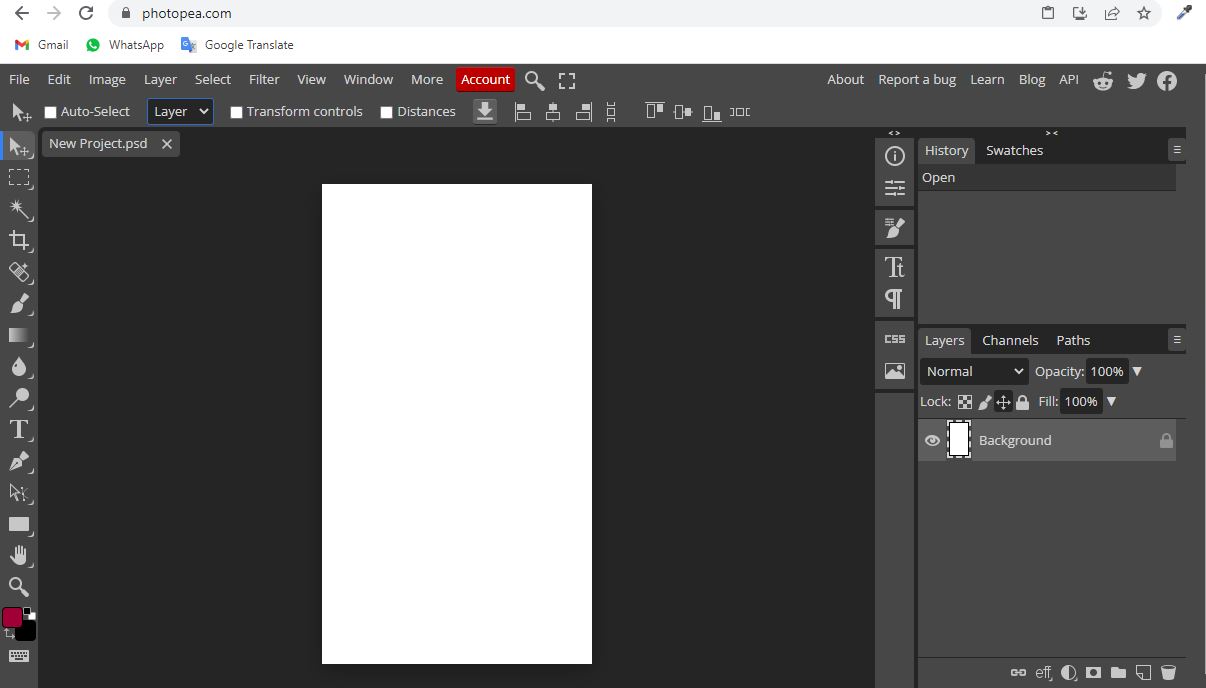 photopea.com
Gmail WhatsApp Google Translate
File Edit Image Layer Select Filter View Window More Account About Report a bug Learn Blog API
Auto-Select Layer Transform controls Distances
New Project.psd
History Swatches
Open
Tt
CSS
Layers Channels Paths
Normal Opacity: 100%
Lock: Fill: 100%
Background
T
eff